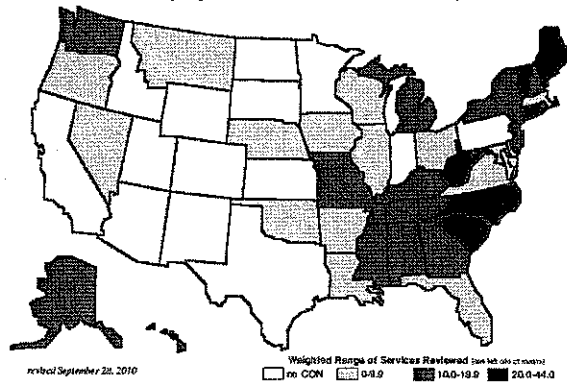 revised September 28, 2010
Weighted Range of Services Reviewed
no CON 0-9.9 10.0-19.9 20.0-44.0